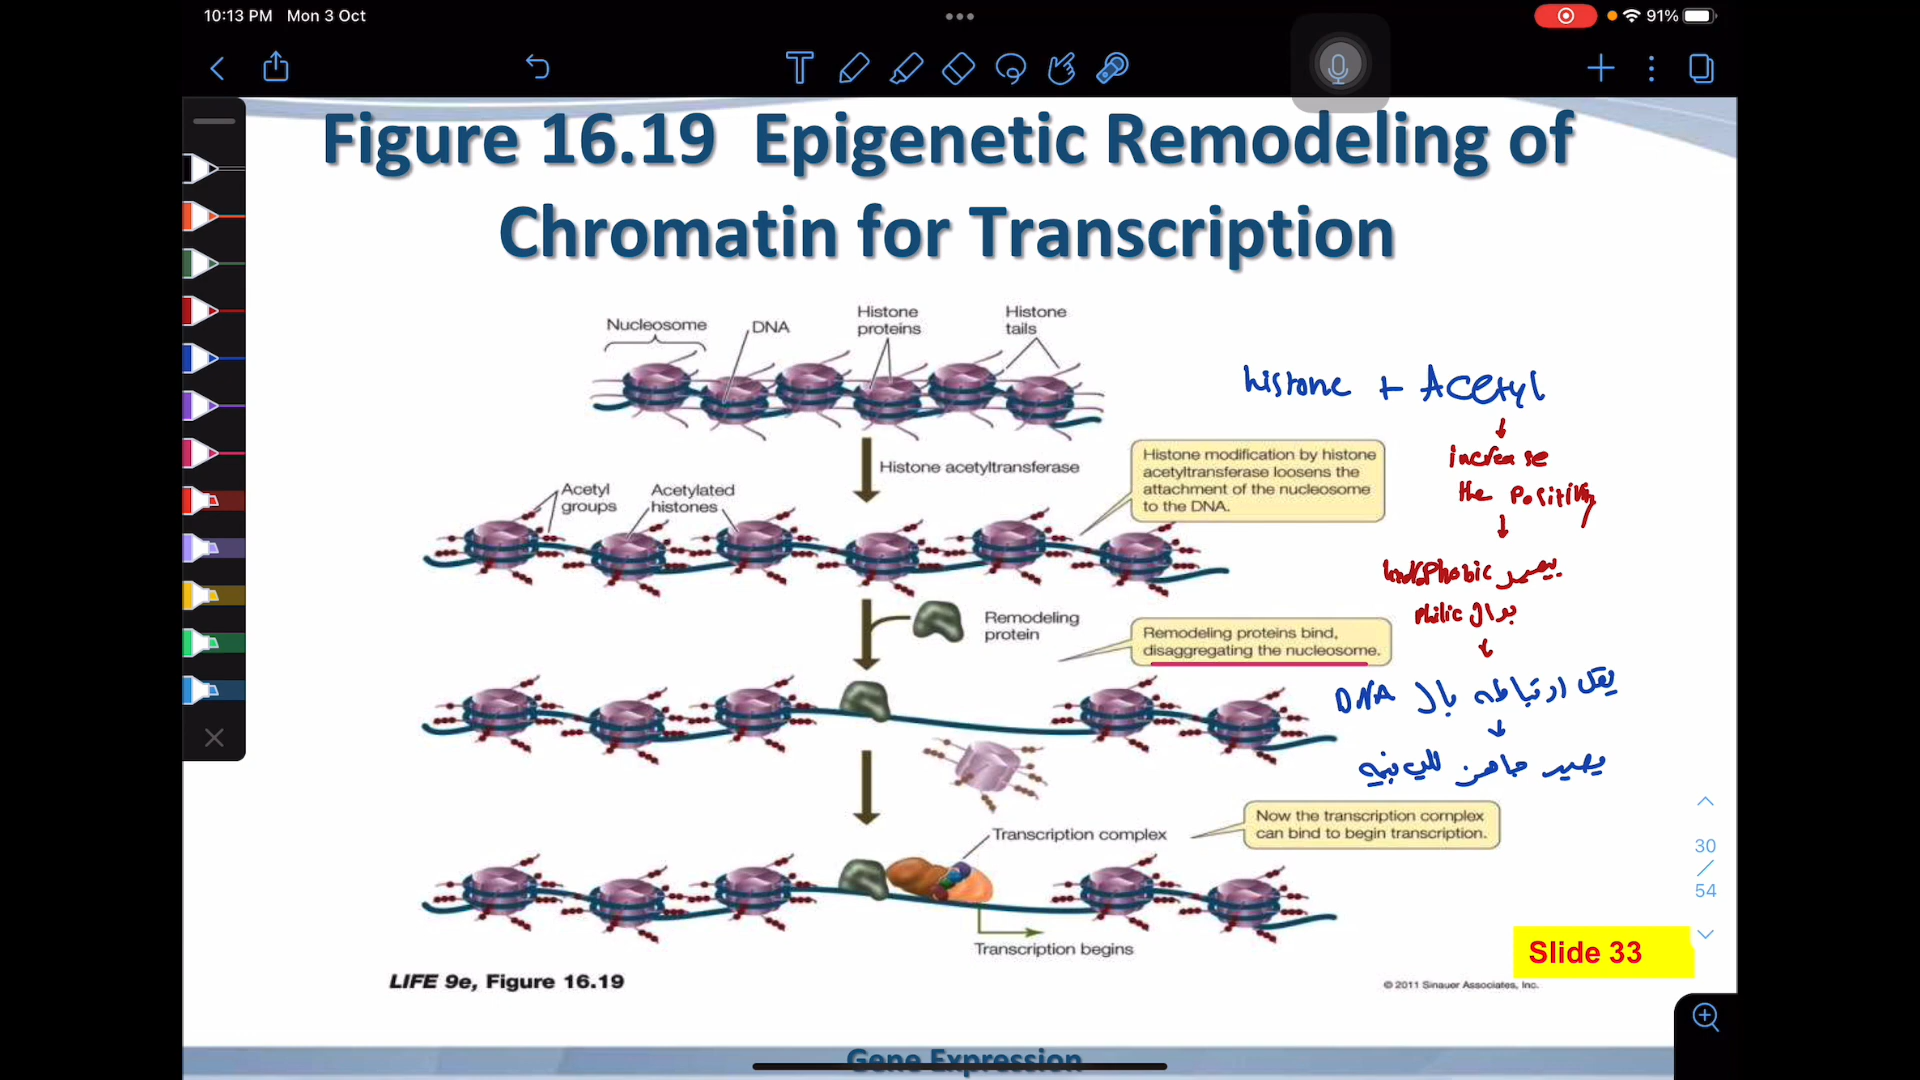 10:13 PM Mon 3 Oct
91%
Figure 16.19 Epigenetic Remodeling of
Chromatin for Transcription
Nucleosome
DNA
Histone
proteins
Histone
tails
histone + Acetyl
Histone acetyltransferase
Histone modification by histone
acetyltransferase loosens the
attachment of the nucleosome
to the DNA.
increase
the positivity
Acetyl
groups
Acetylated
histones
بيصير
بدال ال philic
Remodeling
protein
Remodeling proteins bind,
disaggregating the nucleosome.
يقل ارتباطه بال DNA
يصير جاهز
Transcription complex
Now the transcription complex
can bind to begin transcription.
30
/
54
Transcription begins
Slide 33
LIFE 9e, Figure 16.19
© 2011 Sinauer Associates, Inc.
Gene Expression